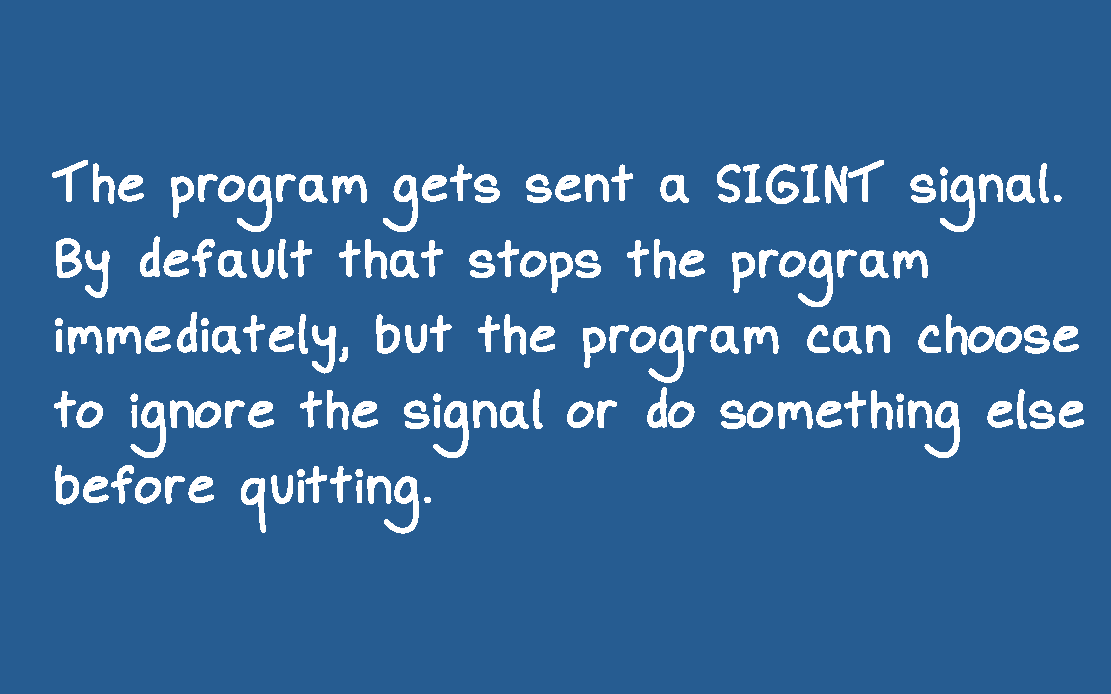 The program gets sent a SIGINT signal.
By default that stops the program
immediately, but the program can choose
to ignore the signal or do something else
before quitting.